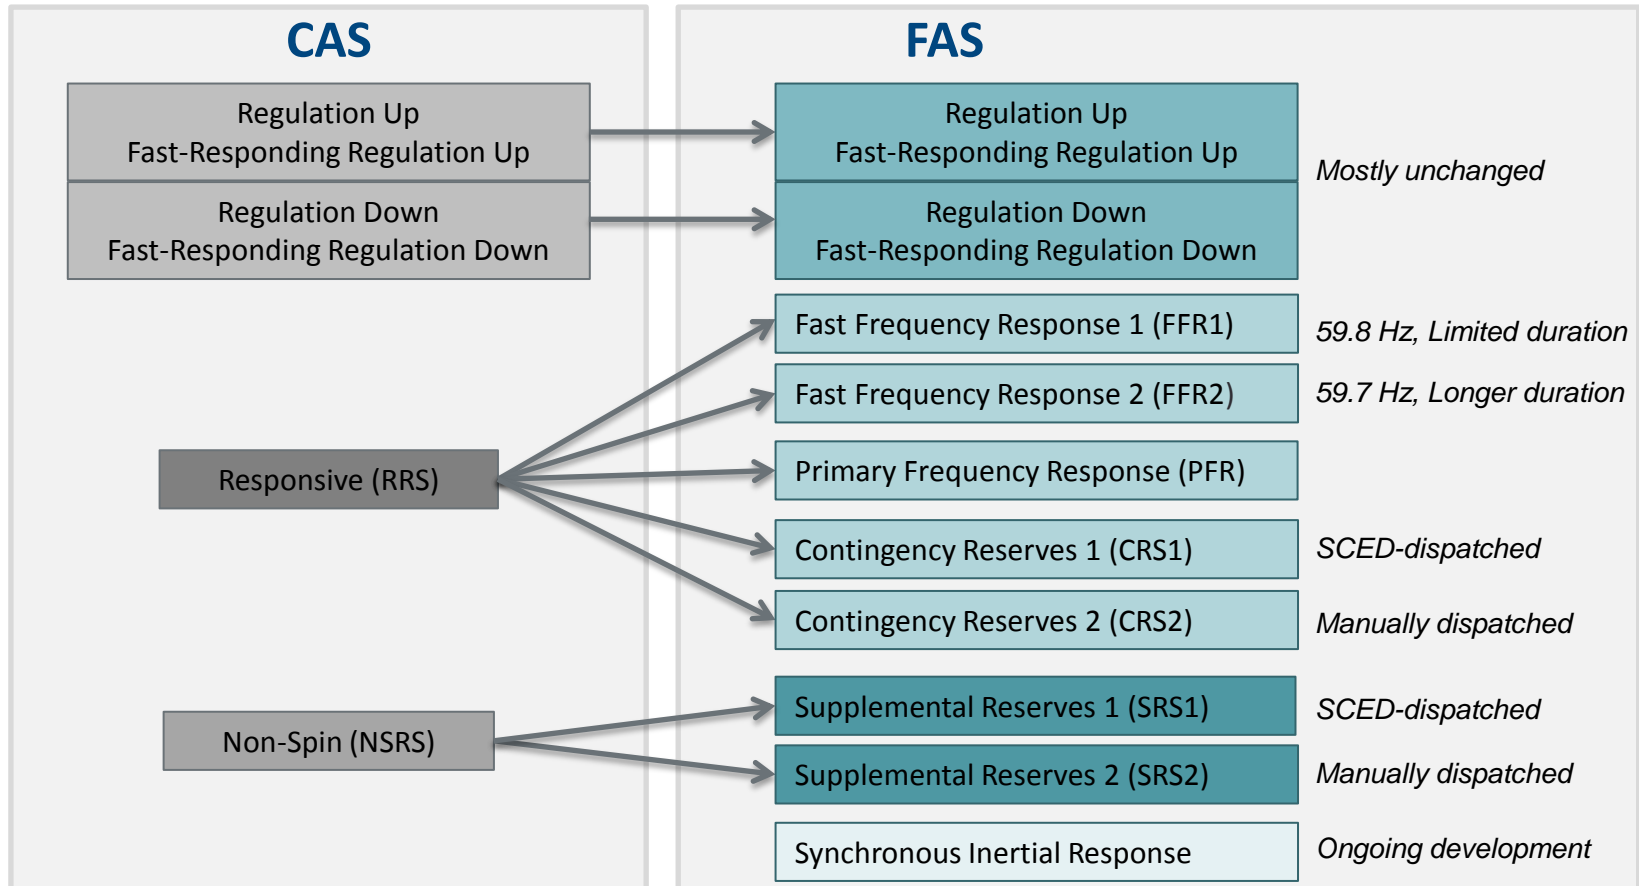 CAS
FAS
Regulation Up
Fast-Responding Regulation Up
Regulation Up
Fast-Responding Regulation Up
Mostly unchanged
Regulation Down
Fast-Responding Regulation Down
Regulation Down
Fast-Responding Regulation Down
Fast Frequency Response 1 (FFR1)
59.8 Hz, Limited duration
Fast Frequency Response 2 (FFR2)
59.7 Hz, Longer duration
Responsive (RRS)
Primary Frequency Response (PFR)
Contingency Reserves 1 (CRS1)
SCED-dispatched
Contingency Reserves 2 (CRS2)
Manually dispatched
Non-Spin (NSRS)
Supplemental Reserves 1 (SRS1)
SCED-dispatched
Supplemental Reserves 2 (SRS2)
Manually dispatched
Synchronous Inertial Response
Ongoing development